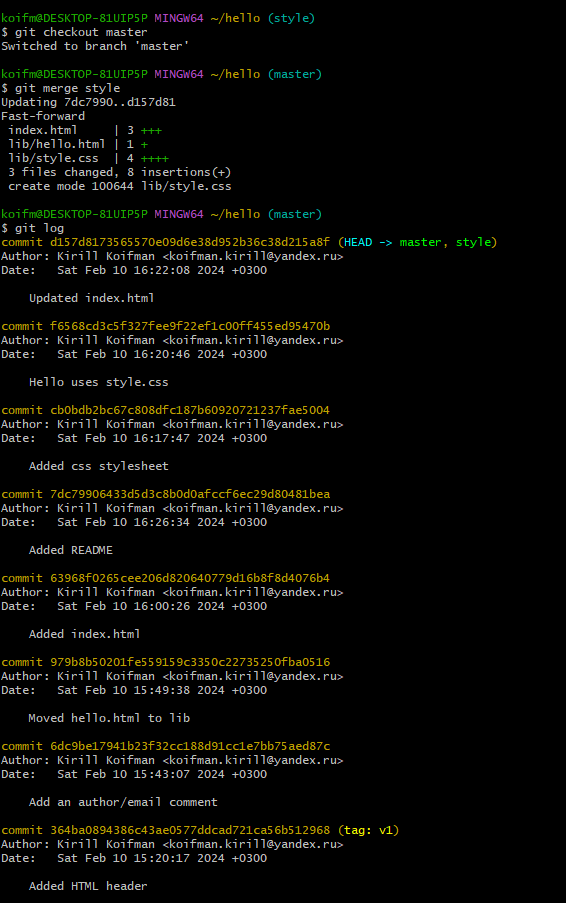 koifm@DESKTOP-81UIP5P MINGW64 ~/hello (style)
$ git checkout master
Switched to branch 'master'
koifm@DESKTOP-81UIP5P MINGW64 ~/hello (master)
$ git merge style
Updating 7dc7990..d157d81
Fast-forward
 index.html     | 3 +++
 lib/hello.html | 1 +
 lib/style.css  | 4 ++++
 3 files changed, 8 insertions(+)
 create mode 100644 lib/style.css
koifm@DESKTOP-81UIP5P MINGW64 ~/hello (master)
$ git log
commit d157d8173565570e09d6e38d952b36c38d215a8f (HEAD -> master, style)
Author: Kirill Koifman <koifman.kirill@yandex.ru>
Date:   Sat Feb 10 16:22:08 2024 +0300
    Updated index.html
commit f6568cd3c5f327fee9f22ef1c00ff455ed95470b
Author: Kirill Koifman <koifman.kirill@yandex.ru>
Date:   Sat Feb 10 16:20:46 2024 +0300
    Hello uses style.css
commit cb0bdb2bc67c808dfc187b60920721237fae5004
Author: Kirill Koifman <koifman.kirill@yandex.ru>
Date:   Sat Feb 10 16:17:47 2024 +0300
    Added css stylesheet
commit 7dc79906433d5d3c8b0d0afccf6ec29d80481bea
Author: Kirill Koifman <koifman.kirill@yandex.ru>
Date:   Sat Feb 10 16:26:34 2024 +0300
    Added README
commit 63968f0265cee206d820640779d16b8f8d4076b4
Author: Kirill Koifman <koifman.kirill@yandex.ru>
Date:   Sat Feb 10 16:00:26 2024 +0300
    Added index.html
commit 979b8b50201fe559159c3350c22735250fba0516
Author: Kirill Koifman <koifman.kirill@yandex.ru>
Date:   Sat Feb 10 15:49:38 2024 +0300
    Moved hello.html to lib
commit 6dc9be17941b23f32cc188d91cc1e7bb75aed87c
Author: Kirill Koifman <koifman.kirill@yandex.ru>
Date:   Sat Feb 10 15:43:07 2024 +0300
    Add an author/email comment
commit 364ba0894386c43ae0577ddcad721ca56b512968 (tag: v1)
Author: Kirill Koifman <koifman.kirill@yandex.ru>
Date:   Sat Feb 10 15:20:17 2024 +0300
    Added HTML header